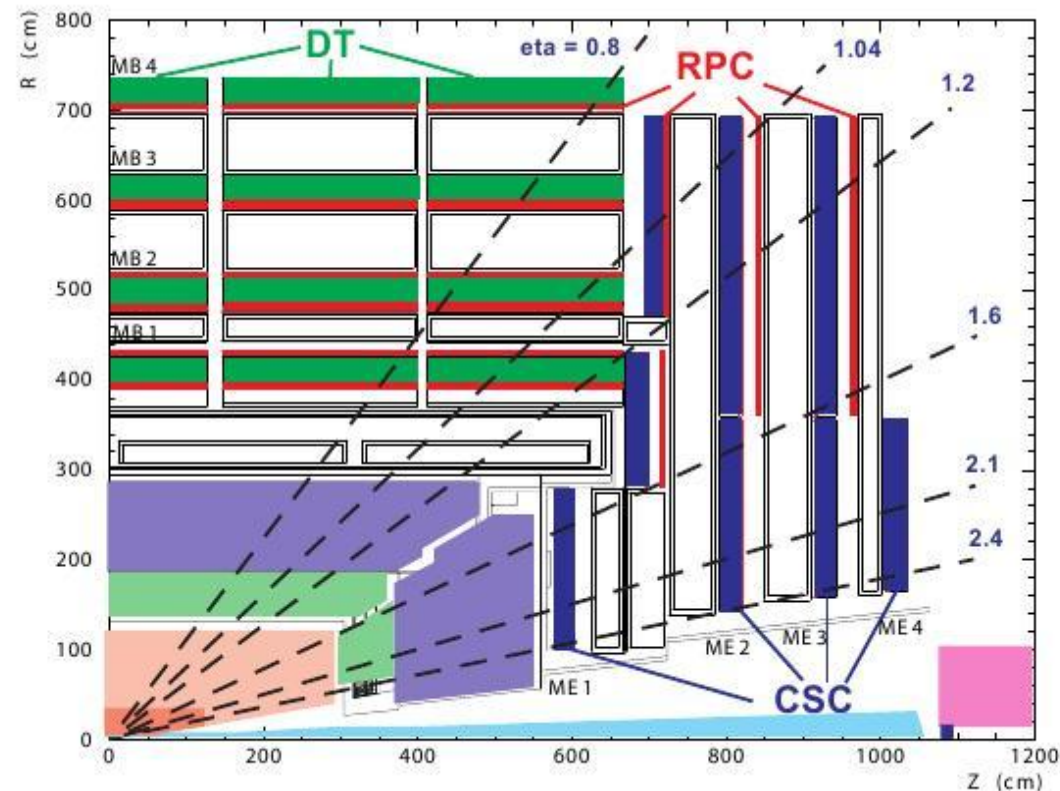 R (cm)
800
700
600
500
400
300
200
100
0
DT
eta = 0.8
1.04
RPC
1.2
MB 4
MB 3
MB 2
MB 1
1.6
2.1
2.4
ME 1
ME 2
ME 3
ME 4
CSC
0
200
400
600
800
1000
1200
Z (cm)